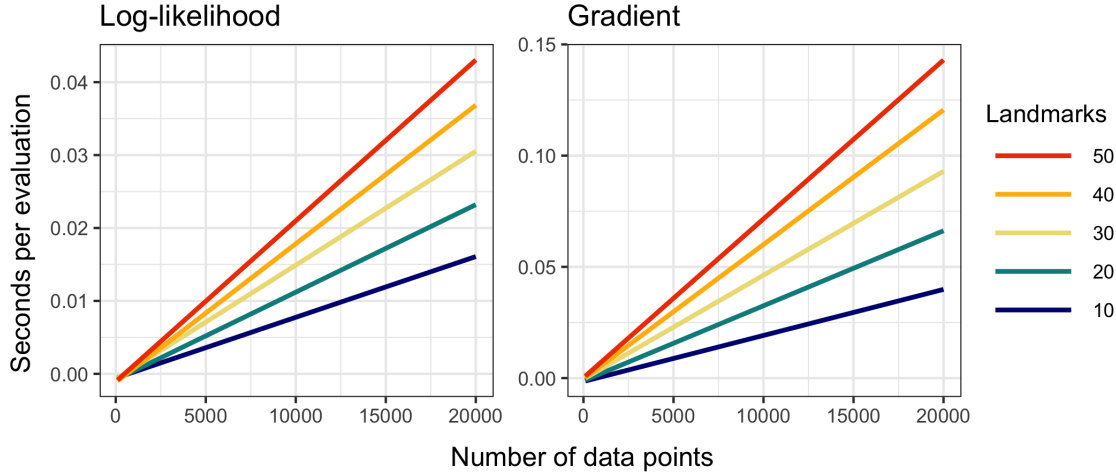 Log-likelihood
Gradient
Seconds per evaluation
0.04
0.03
0.02
0.01
0.00
0 5000 10000 15000 20000
0.15
0.10
0.05
0.00
0 5000 10000 15000 20000
Number of data points
Landmarks
50
40
30
20
10